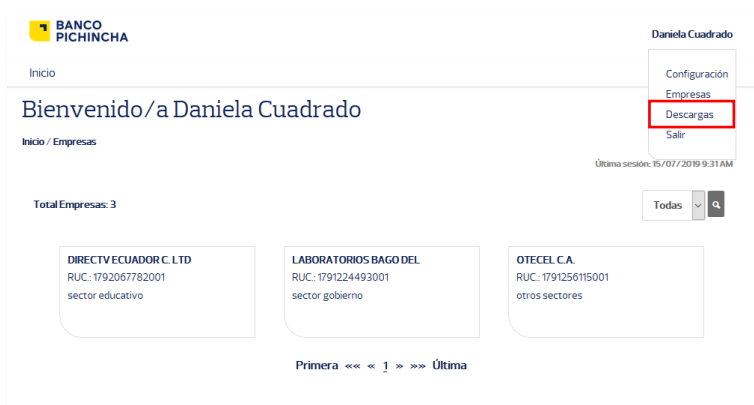 BANCO
PICHINCHA
Daniela Cuadrado
Inicio
Configuración
Empresas
Descargas
Salir
Bienvenido/a Daniela Cuadrado
Inicio / Empresas
Última sesión: 15/07/2019 9:31 AM
Total Empresas: 3
Todas
DIRECTV ECUADOR C. LTD
RUC.: 1792067782001
sector educativo
LABORATORIOS BAGO DEL
RUC.: 1791224493001
sector gobierno
OTECEL C.A.
RUC.: 1791256115001
otros sectores
Primera «« « 1 » »» Última